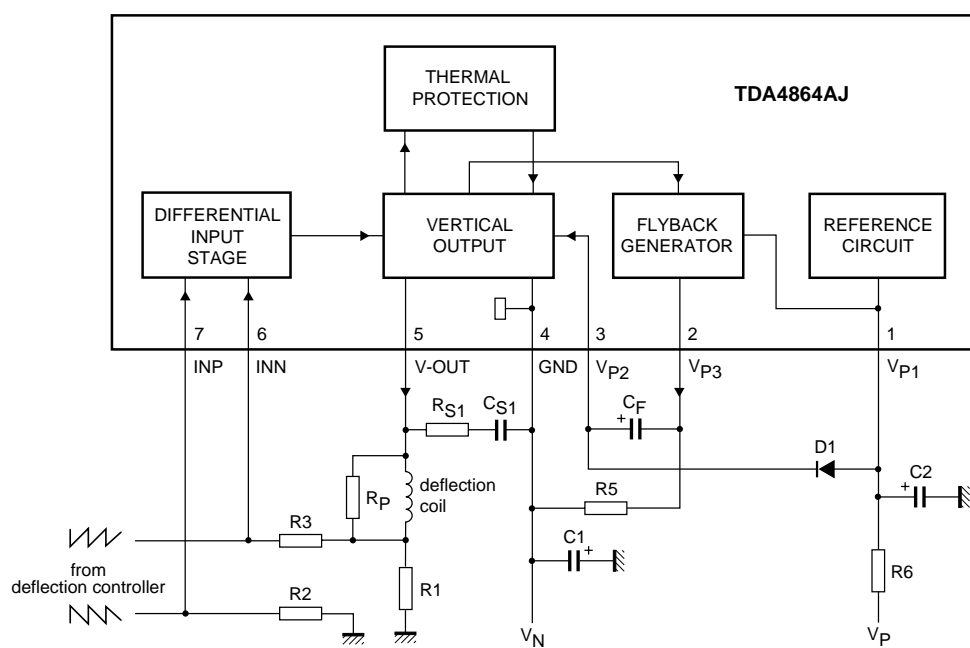 THERMAL
PROTECTION
TDA4864AJ
DIFFERENTIAL
INPUT
STAGE
VERTICAL
OUTPUT
FLYBACK
GENERATOR
REFERENCE
CIRCUIT
7
6
5
4
3
2
1
INP
INN
V-OUT
GND
VP2
VP3
VP1
RS1
CS1
+
CF
D1
+
C2
RP
deflection
coil
R5
R3
C1
+
R6
from
deflection controller
R2
R1
VN
VP